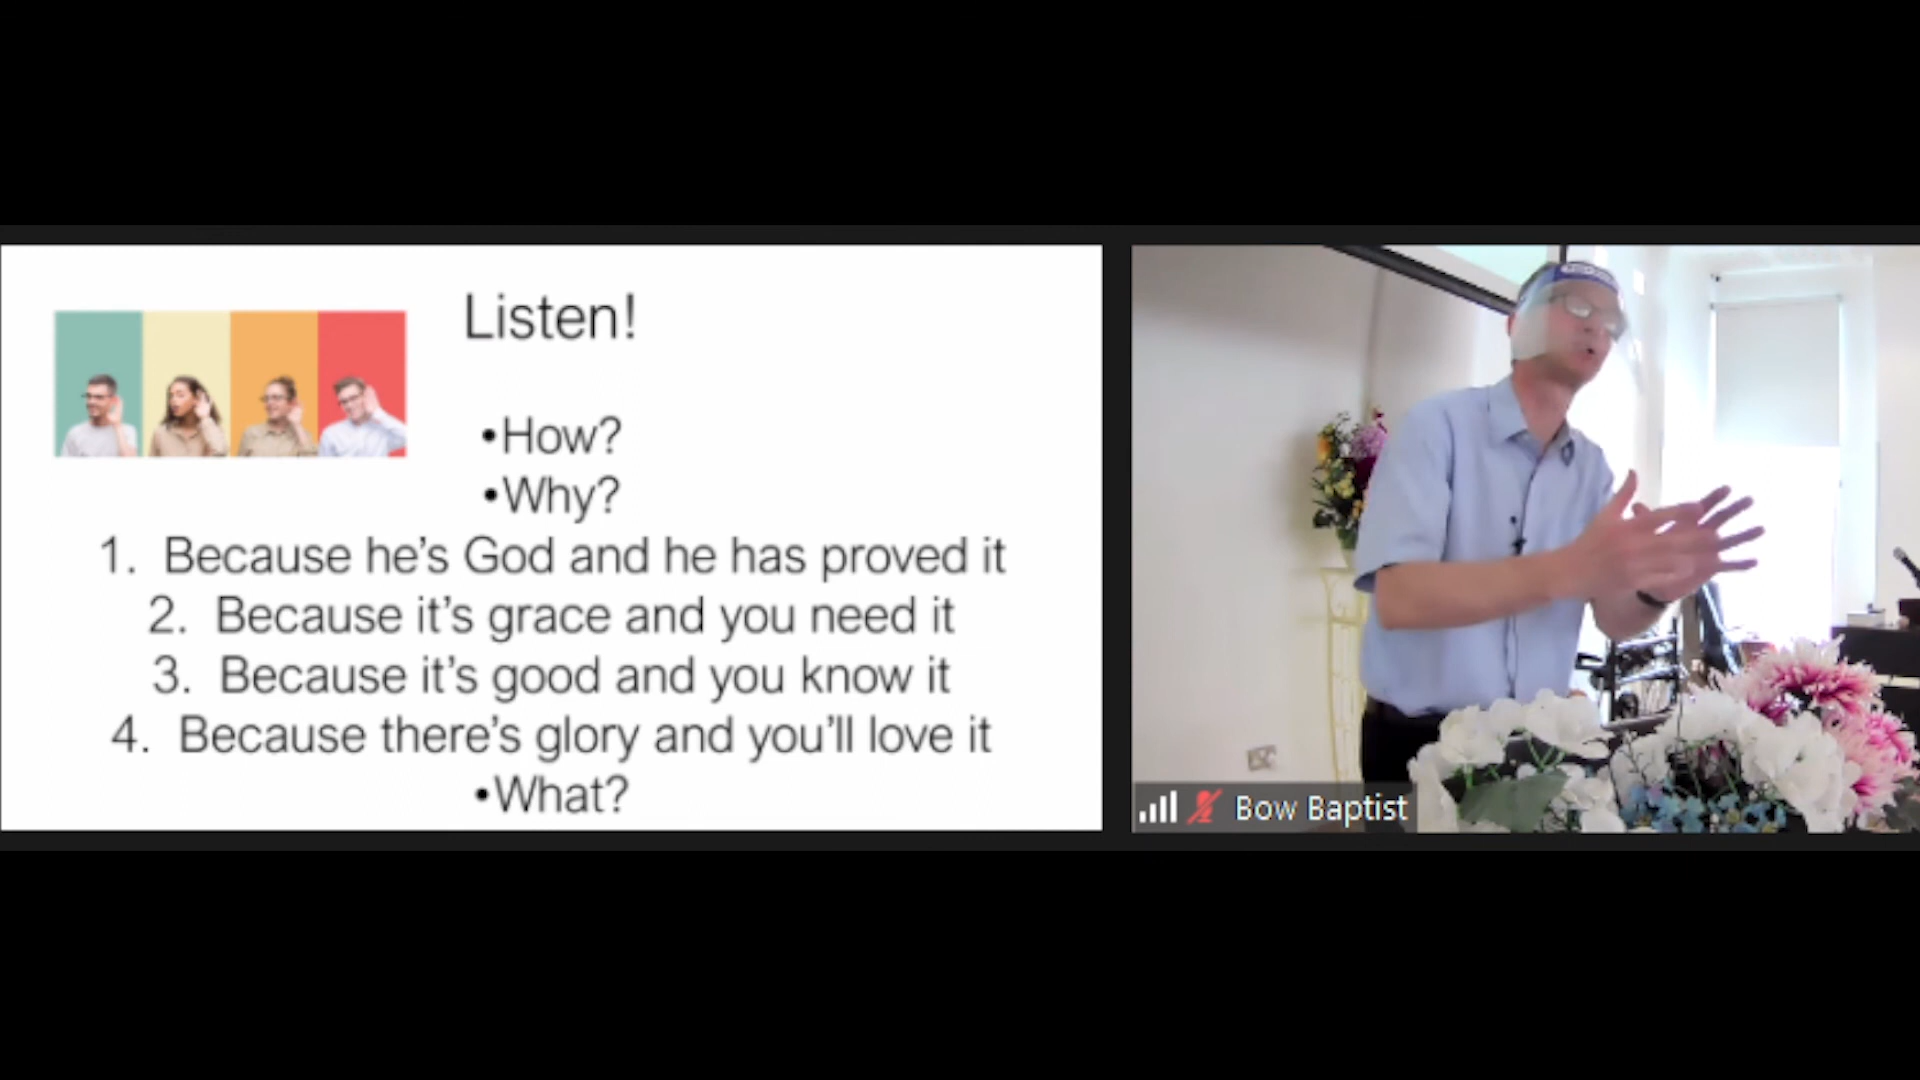 Listen!
•How?
•Why?
1. Because he's God and he has proved it
2. Because it's grace and you need it
3. Because it's good and you know it
4. Because there's glory and you'll love it
•What?
Bow Baptist